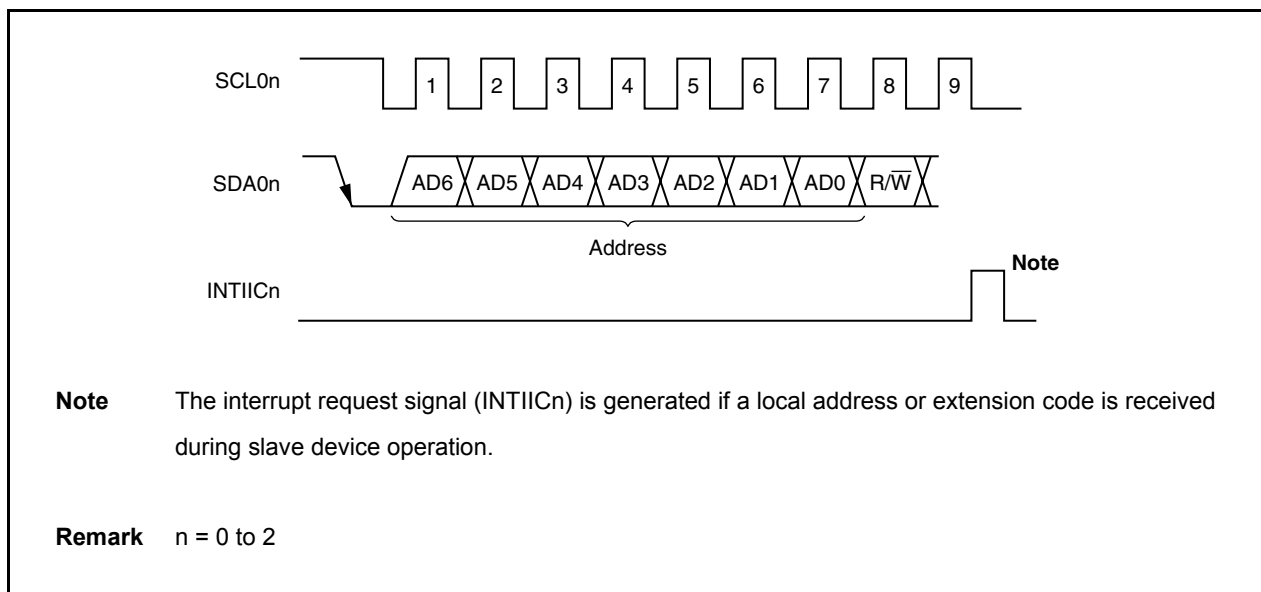 SCL0n
1 2 3 4 5 6 7 8 9
SDA0n
AD6 AD5 AD4 AD3 AD2 AD1 AD0 R/W̅
Address
Note
INTIICn
Note The interrupt request signal (INTIICn) is generated if a local address or extension code is received
during slave device operation.
Remark n = 0 to 2